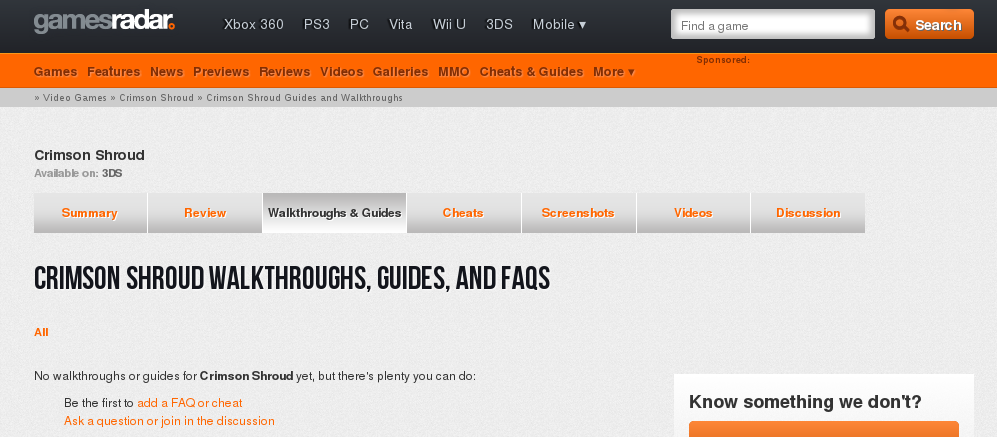 gamesradar.
Xbox 360 PS3 PC Vita Wii U 3DS Mobile ▾
Find a game
Search
Sponsored:
Games Features News Previews Reviews Videos Galleries MMO Cheats & Guides More ▾
» Video Games » Crimson Shroud » Crimson Shroud Guides and Walkthroughs
Crimson Shroud
Available on: 3DS
Summary Review Walkthroughs & Guides Cheats Screenshots Videos Discussion
CRIMSON SHROUD WALKTHROUGHS, GUIDES, AND FAQS
All
No walkthroughs or guides for Crimson Shroud yet, but there's plenty you can do:
Be the first to add a FAQ or cheat
Ask a question or join in the discussion
Know something we don't?